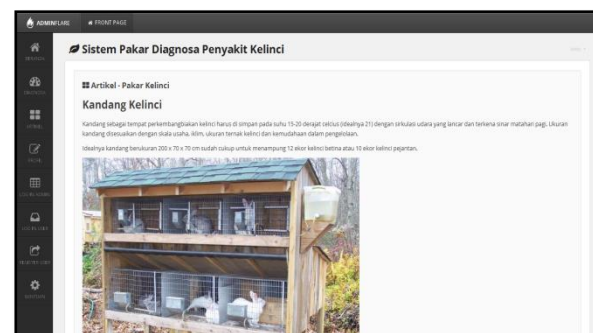 ADMINFLARE
FRONT PAGE
Sistem Pakar Diagnosa Penyakit Kelinci
Artikel - Pakar Kelinci
Kandang Kelinci
Kandang sebagai tempat perkembangbiakan kelinci harus di simpan pada suhu 15-20 derajat celcius (idealnya 21) dengan sirkulasi udara yang lancar dan terkena sinar matahari pagi. Ukuran
kandang disesuaikan dengan skala usaha, iklim, ukuran ternak kelinci dan kemudahaan dalam pengelolaan.
Idealnya kandang berukuran 200 x 70 x 70 cm sudah cukup untuk menampung 12 ekor kelinci betina atau 10 ekor kelinci pejantan.